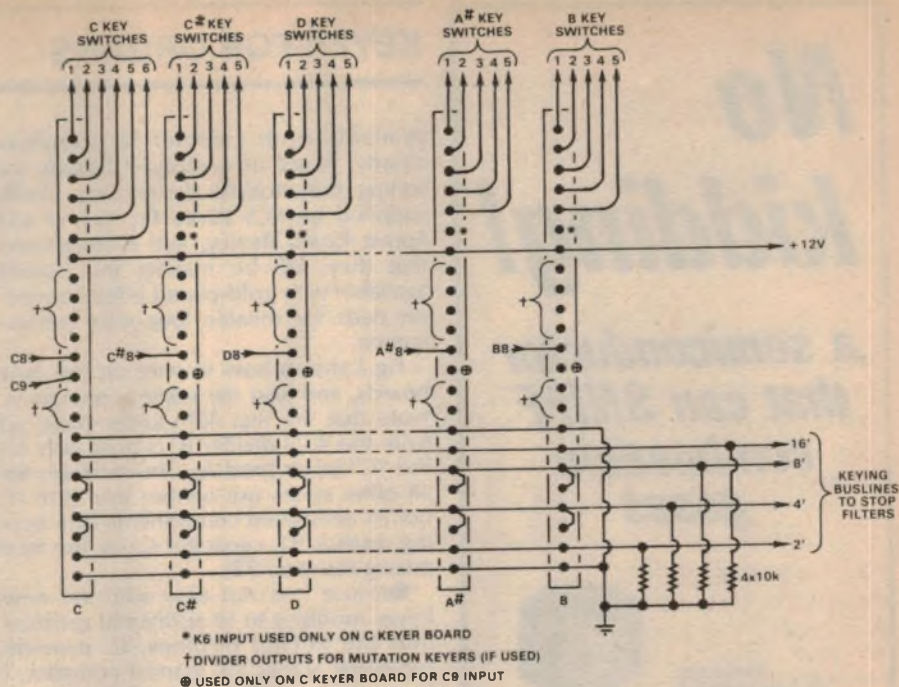 C KEY SWITCHES
C# KEY SWITCHES
D KEY SWITCHES
A# KEY SWITCHES
B KEY SWITCHES
1 2 3 4 5 6
1 2 3 4 5
1 2 3 4 5
1 2 3 4 5
1 2 3 4 5
* * * *
+12V
† † † † †
C8
C#8
D8
A#8
B8
C9
⊕ ⊕ ⊕ ⊕
† † † † †
16'
8'
4'
2'
KEYING BUSLINES TO STOP FILTERS
4x10k
C
C#
D
A#
B
* K6 INPUT USED ONLY ON C KEYER BOARD
† DIVIDER OUTPUTS FOR MUTATION KEYERS (IF USED)
⊕ USED ONLY ON C KEYER BOARD FOR C9 INPUT